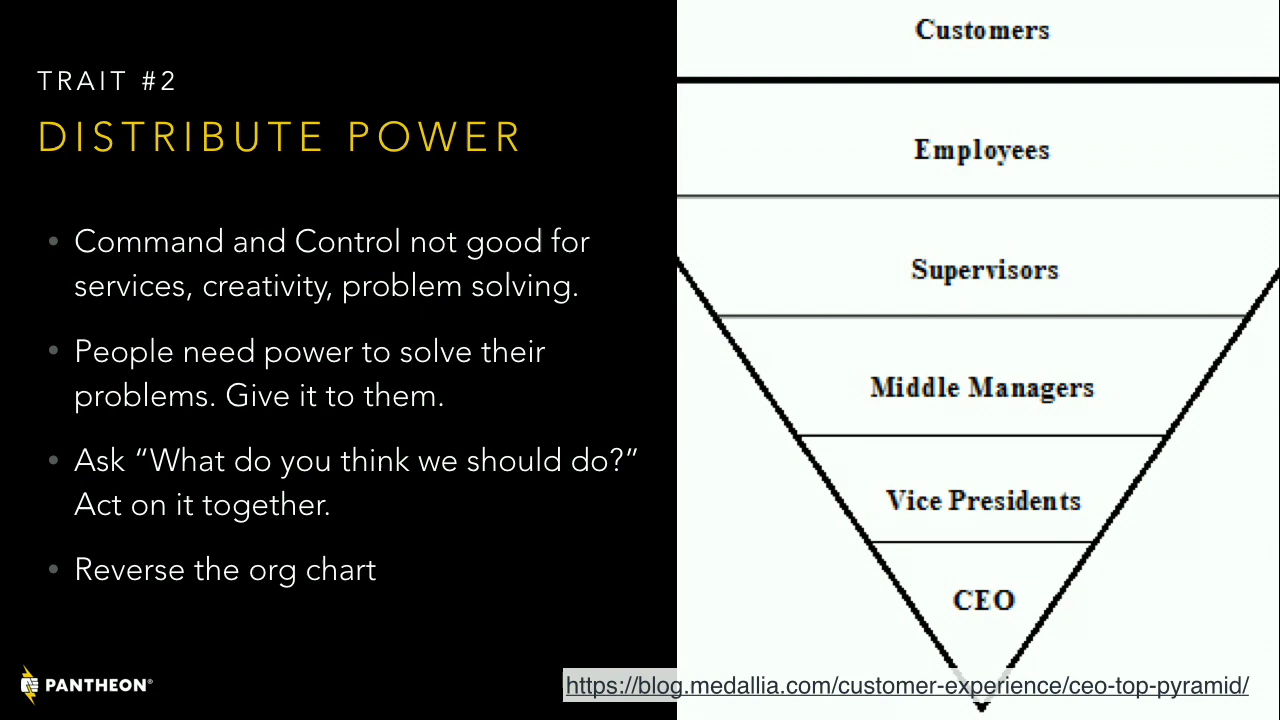 TRAIT #2
DISTRIBUTE POWER
• Command and Control not good for
services, creativity, problem solving.
• People need power to solve their
problems. Give it to them.
• Ask “What do you think we should do?”
Act on it together.
• Reverse the org chart
PANTHEON®
Customers
Employees
Supervisors
Middle Managers
Vice Presidents
CEO
https://blog.medallia.com/customer-experience/ceo-top-pyramid/